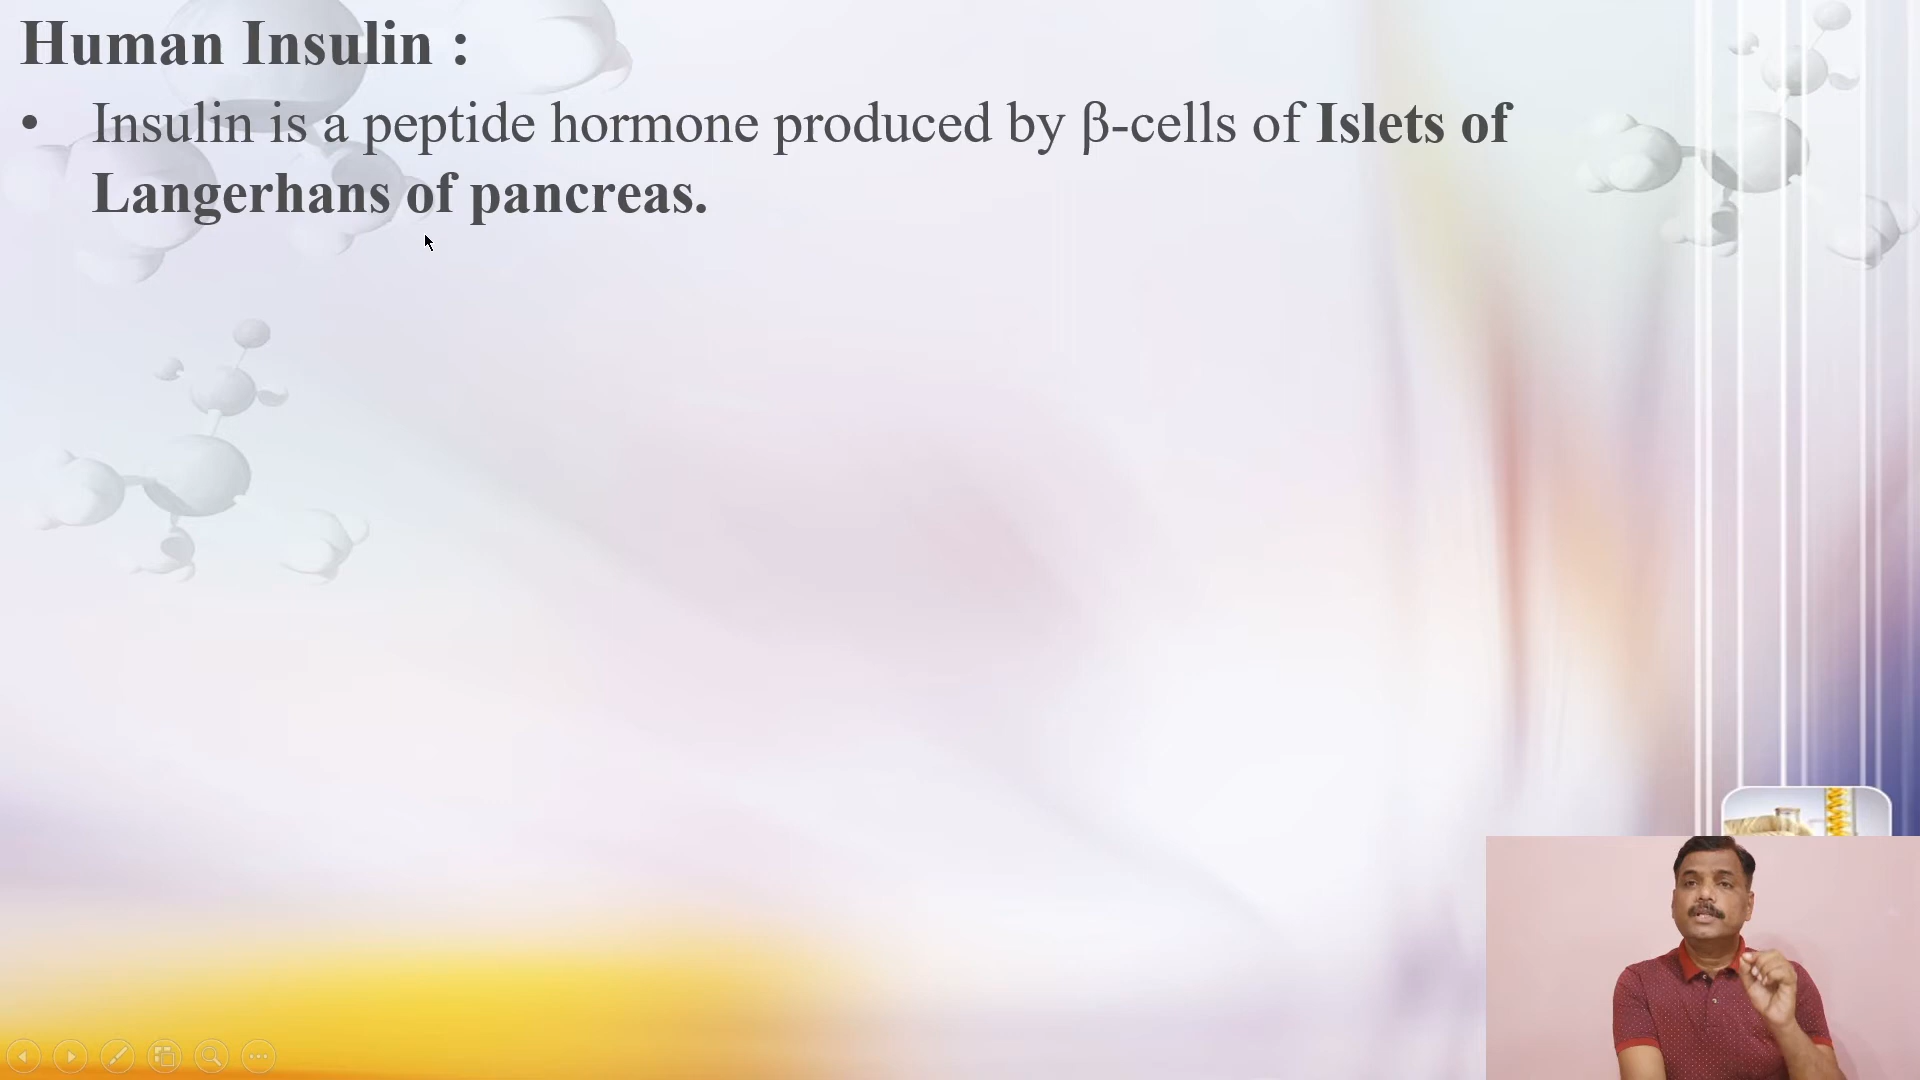 Human Insulin :
• Insulin is a peptide hormone produced by β-cells of Islets of
Langerhans of pancreas.